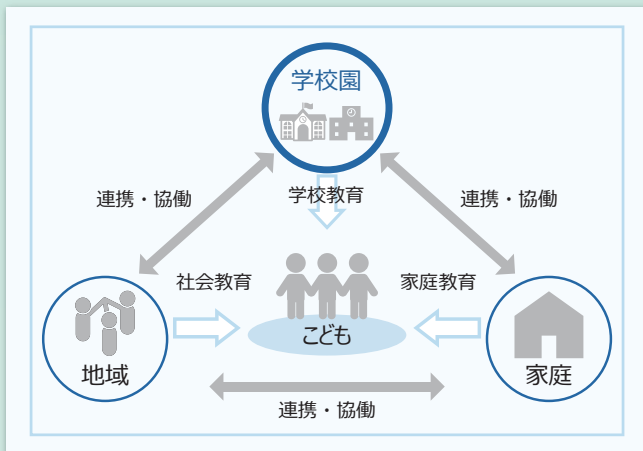 学校園
学校教育
連携・協働
連携・協働
社会教育
家庭教育
こども
地域
家庭
連携・協働